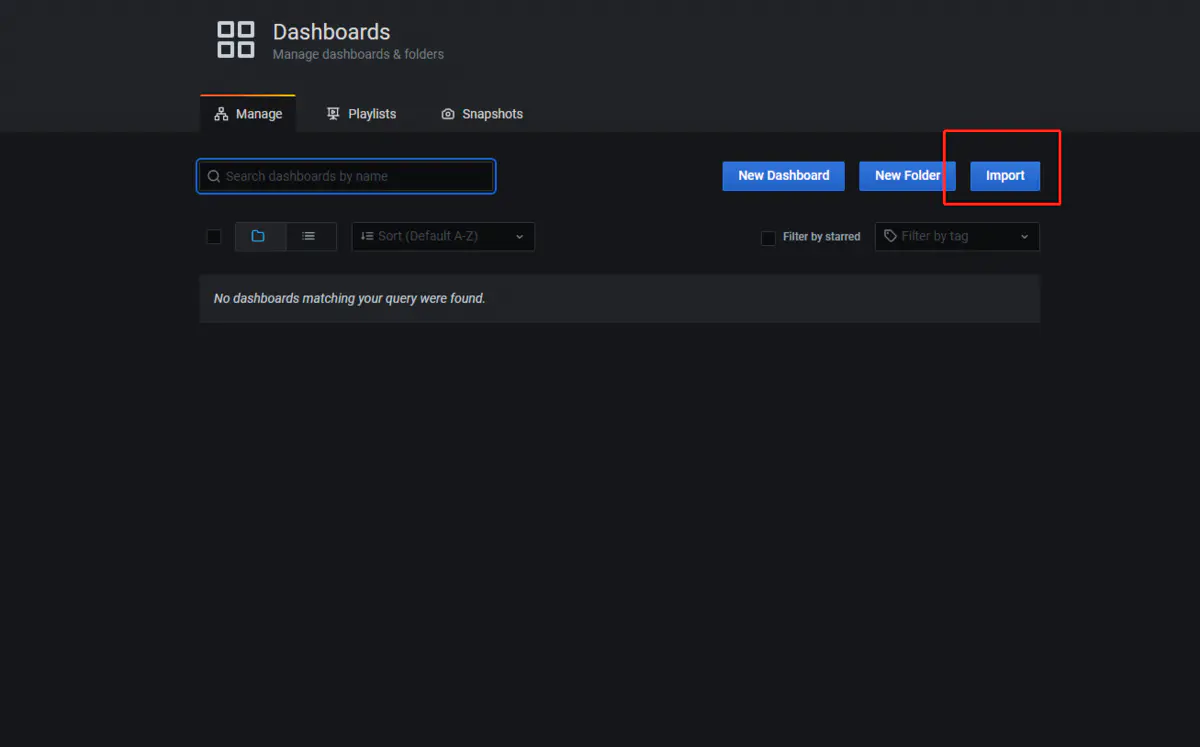 Dashboards
Manage dashboards & folders
Manage Playlists Snapshots
Search dashboards by name New Dashboard New Folder Import
Sort (Default A-Z) Filter by starred Filter by tag
No dashboards matching your query were found.